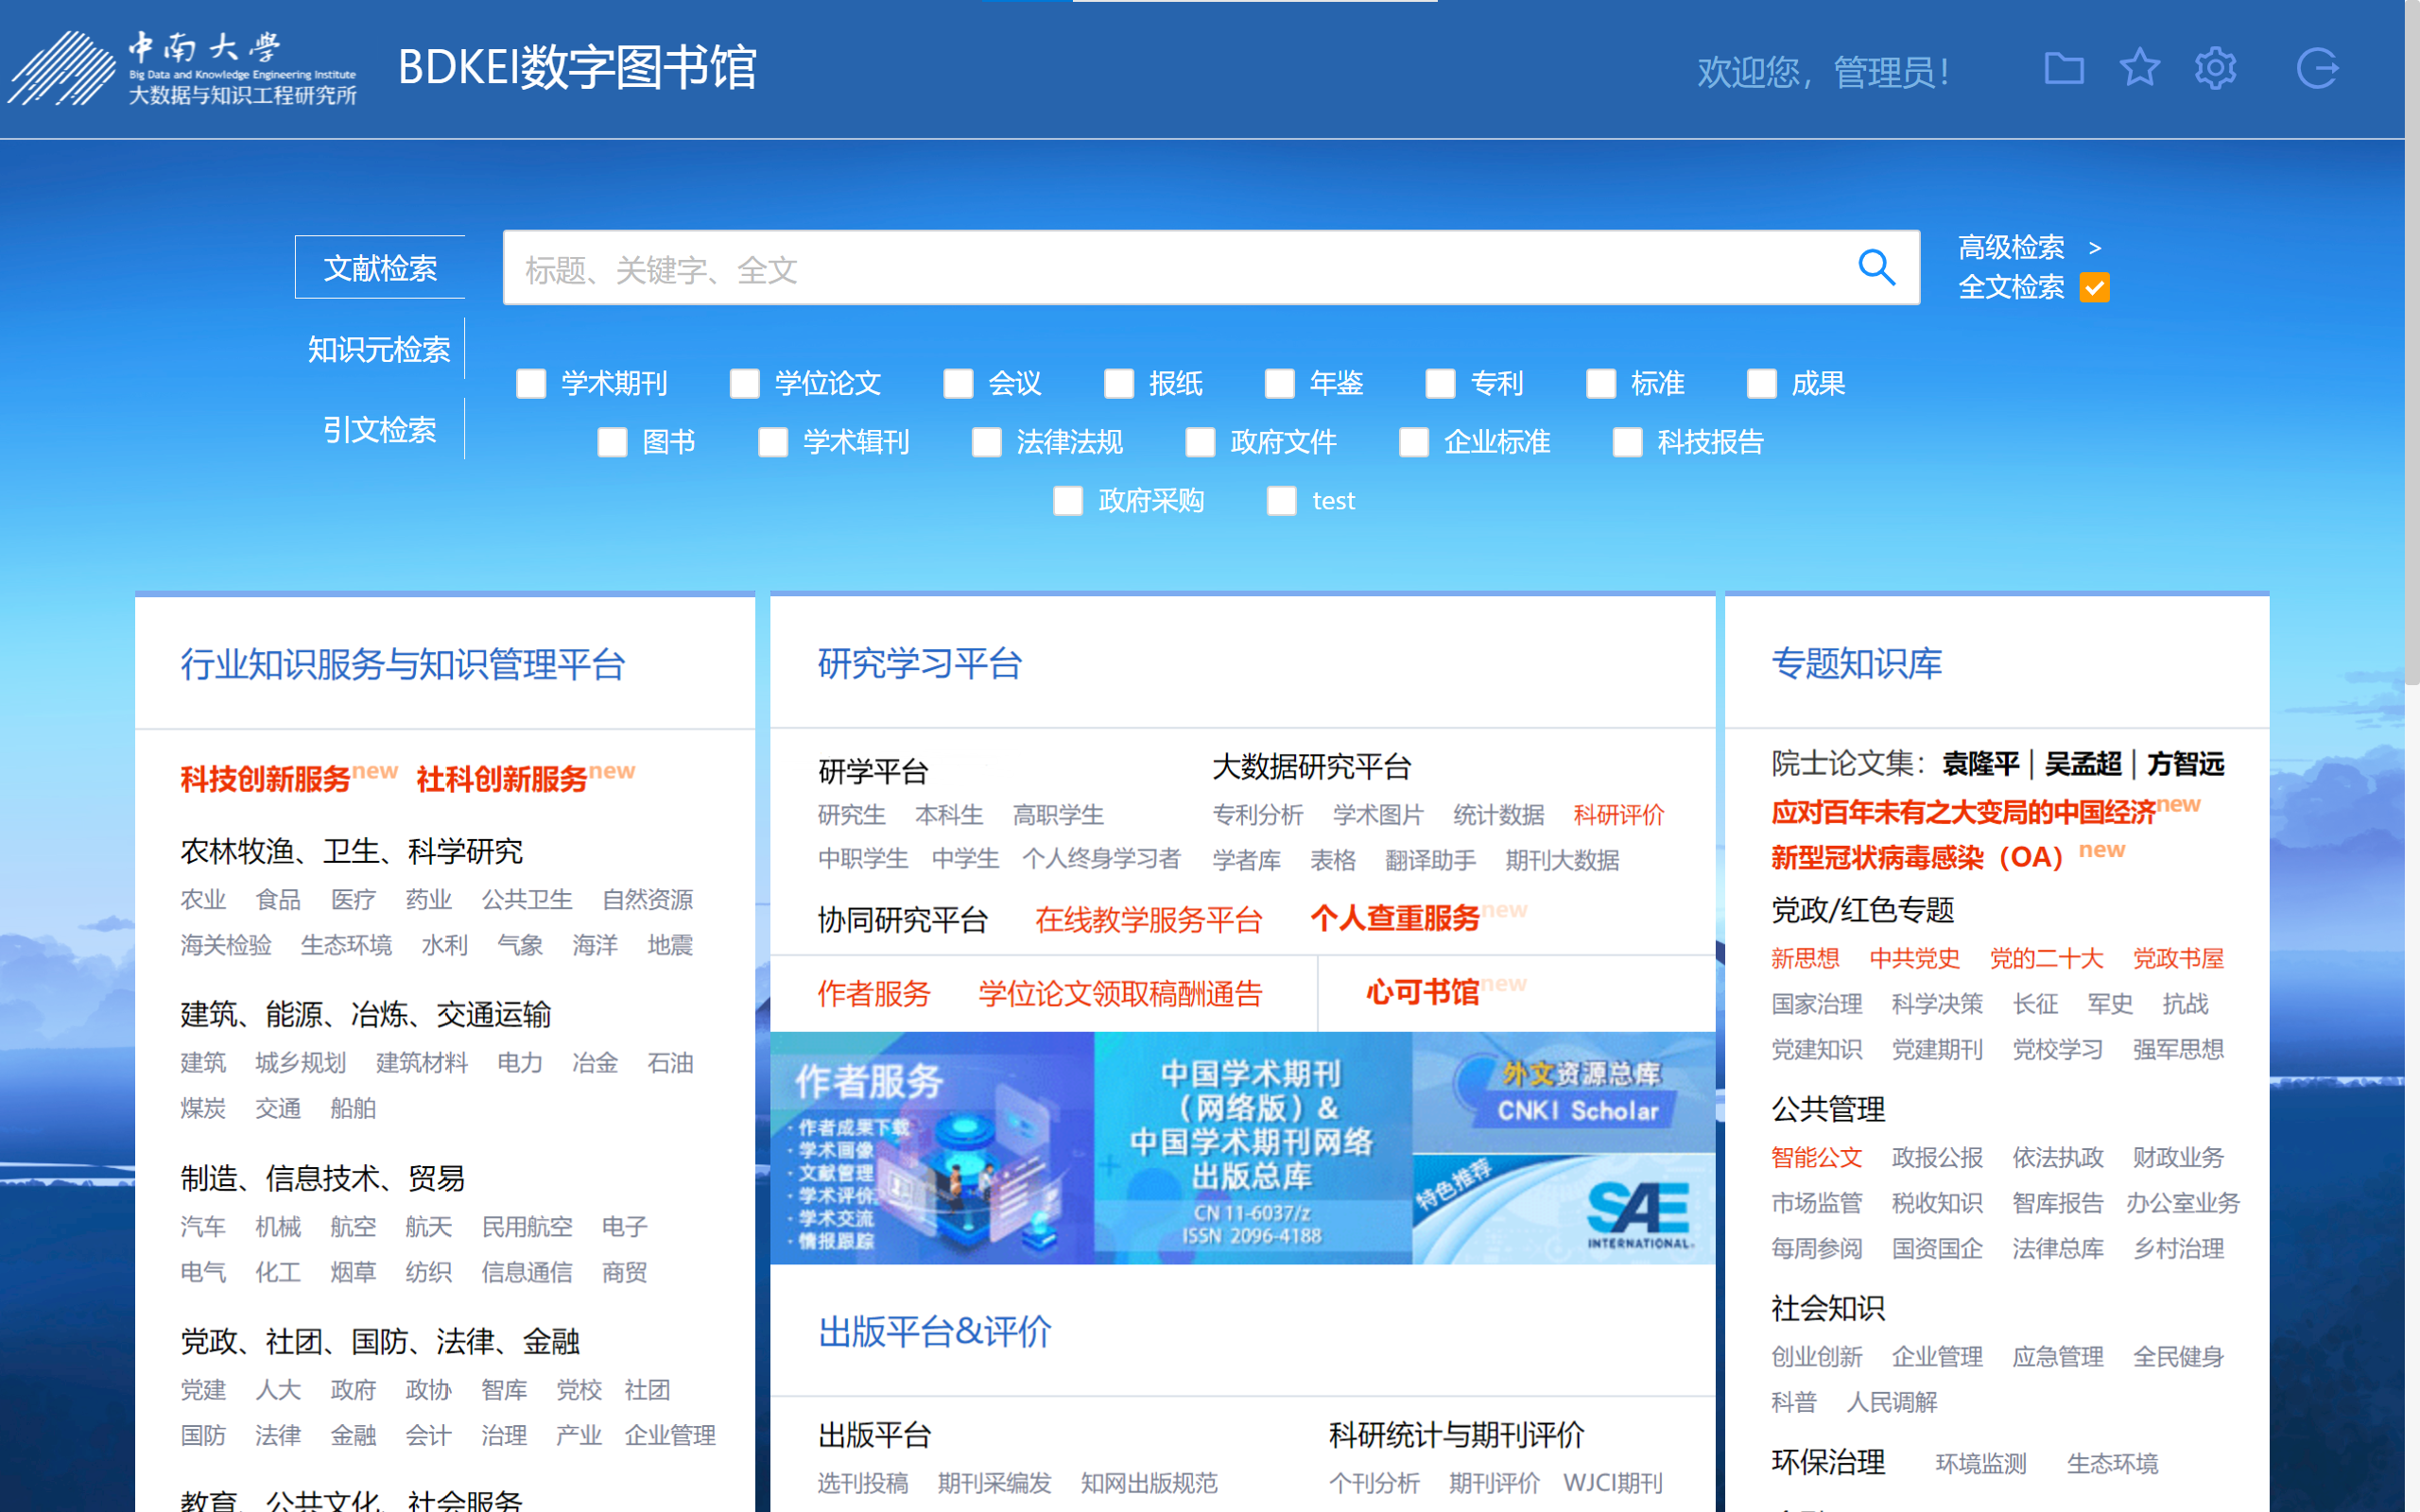 中南大學
Big Data and Knowledge Engineering Institute
大数据与知识工程研究所
BDKEI数字图书馆
欢迎您，管理员！
文献检索
标题、关键字、全文
高级检索 >
全文检索
知识元检索
引文检索
学术期刊 学位论文 会议 报纸 年鉴 专利 标准 成果
图书 学术辑刊 法律法规 政府文件 企业标准 科技报告
政府采购 test
行业知识服务与知识管理平台
科技创新服务new 社科创新服务new
农林牧渔、卫生、科学研究
农业 食品 医疗 药业 公共卫生 自然资源
海关检验 生态环境 水利 气象 海洋 地震
建筑、能源、冶炼、交通运输
建筑 城乡规划 建筑材料 电力 冶金 石油
煤炭 交通 船舶
制造、信息技术、贸易
汽车 机械 航空 航天 民用航空 电子
电气 化工 烟草 纺织 信息通信 商贸
党政、社团、国防、法律、金融
党建 人大 政府 政协 智库 党校 社团
国防 法律 金融 会计 治理 产业 企业管理
教育、公共文化、社会服务
研究学习平台
研学平台
研究生 本科生 高职学生
中职学生 中学生 个人终身学习者
大数据研究平台
专利分析 学术图片 统计数据 科研评价
学者库 表格 翻译助手 期刊大数据
协同研究平台 在线教学服务平台 个人查重服务new
作者服务 学位论文领取稿酬通告 心可书馆new
作者服务
·作者成果下载
·学术画像
·文献管理
·学术评价
·学术交流
·情报跟踪
中国学术期刊
（网络版）&
中国学术期刊网络
出版总库
CN 11-6037/z
ISSN 2096-4188
外文资源总库
CNKI Scholar
特色推荐
SAE
INTERNATIONAL.
出版平台&评价
出版平台
选刊投稿 期刊采编发 知网出版规范
科研统计与期刊评价
个刊分析 期刊评价 WJCI期刊
专题知识库
院士论文集：袁隆平 | 吴孟超 | 方智远
应对百年未有之大变局的中国经济new
新型冠状病毒感染（OA）new
党政/红色专题
新思想 中共党史 党的二十大 党政书屋
国家治理 科学决策 长征 军史 抗战
党建知识 党建期刊 党校学习 强军思想
公共管理
智能公文 政报公报 依法执政 财政业务
市场监管 税收知识 智库报告 办公室业务
每周参阅 国资国企 法律总库 乡村治理
社会知识
创业创新 企业管理 应急管理 全民健身
科普 人民调解
环保治理 环境监测 生态环境